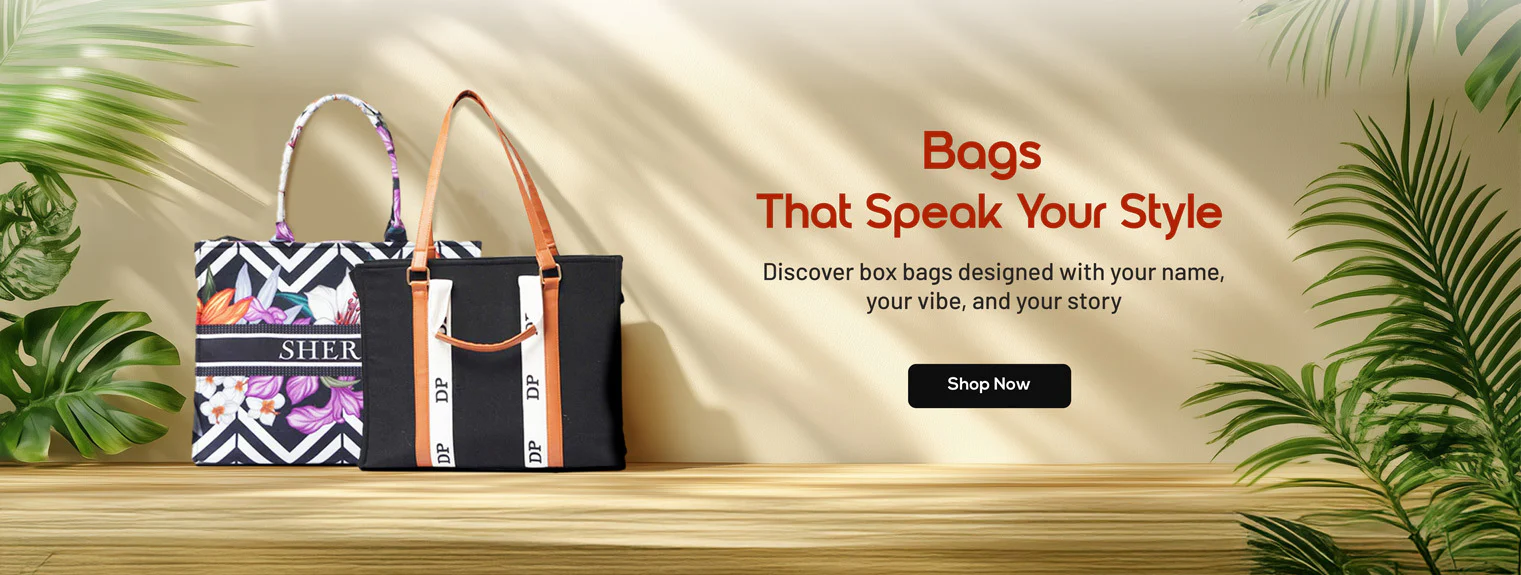 Bags
That Speak Your Style
Discover box bags designed with your name,
your vibe, and your story
Shop Now
SHER
DP
DP
DP
DP